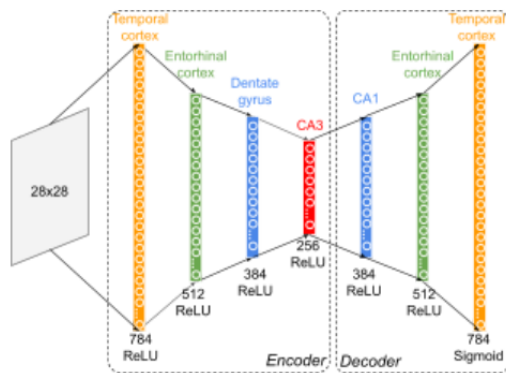 Temporal
cortex
Entorhinal
cortex
Dentate
gyrus
CA3
CA1
Entorhinal
cortex
Temporal
cortex
28x28
784
ReLU
512
ReLU
384
ReLU
256
ReLU
384
ReLU
512
ReLU
784
Sigmoid
Encoder
Decoder